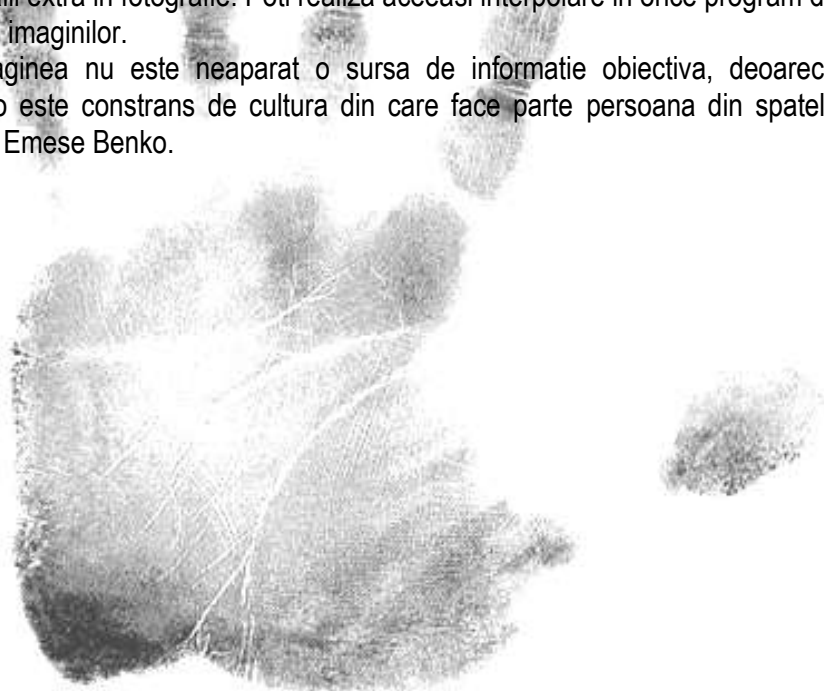 extra in fotografie. Poti realiza aceeasi interpolare in orice program d
imaginilor.
aginea nu este neaparat o sursa de informatie obiectiva, deoarec
o este constrans de cultura din care face parte persoana din spatel
Emese Benko.